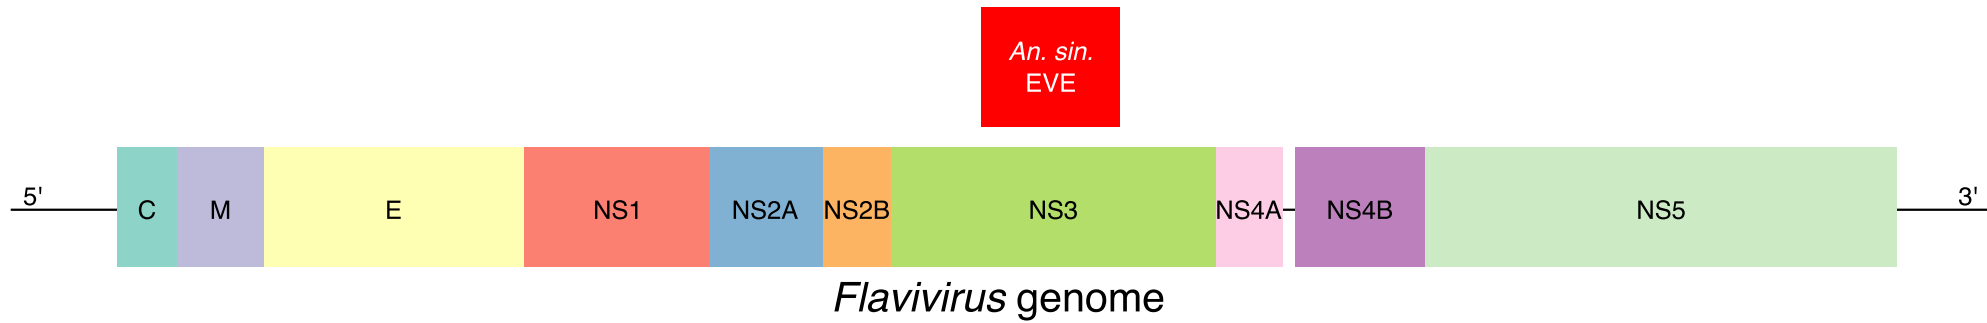 An. sin.
EVE
5' C M E NS1 NS2A NS2B NS3 NS4A NS4B NS5 3'
Flavivirus genome